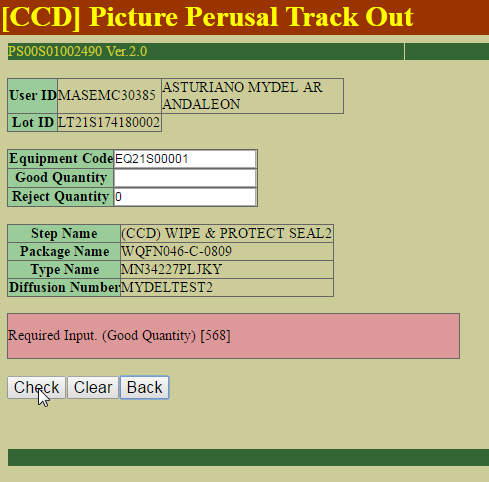 [CCD] Picture Perusal Track Out
PS00S01002490 Ver.2.0
User ID MASEMC30385 ASTURIANO MYDEL AR
ANDALEON
Lot ID LT21S174180002
Equipment Code EQ21S00001
Good Quantity
Reject Quantity 0
Step Name (CCD) WIPE & PROTECT SEAL2
Package Name WQFN046-C-0809
Type Name MN34227PLJKY
Diffusion Number MYDELTEST2
Required Input. (Good Quantity) [568]
Check Clear Back